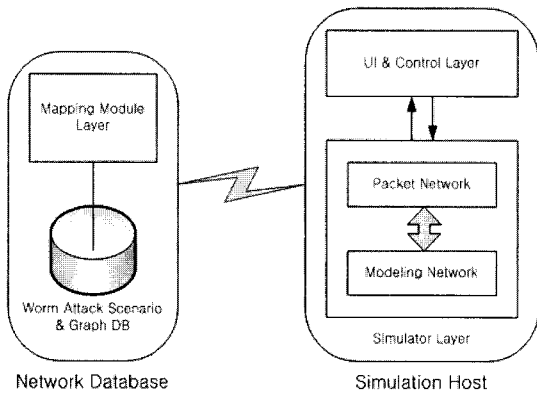 Mapping Module
Layer
Worm Attack Scenario
& Graph DB
Network Database
UI & Control Layer
Packet Network
Modeling Network
Simulator Layer
Simulation Host